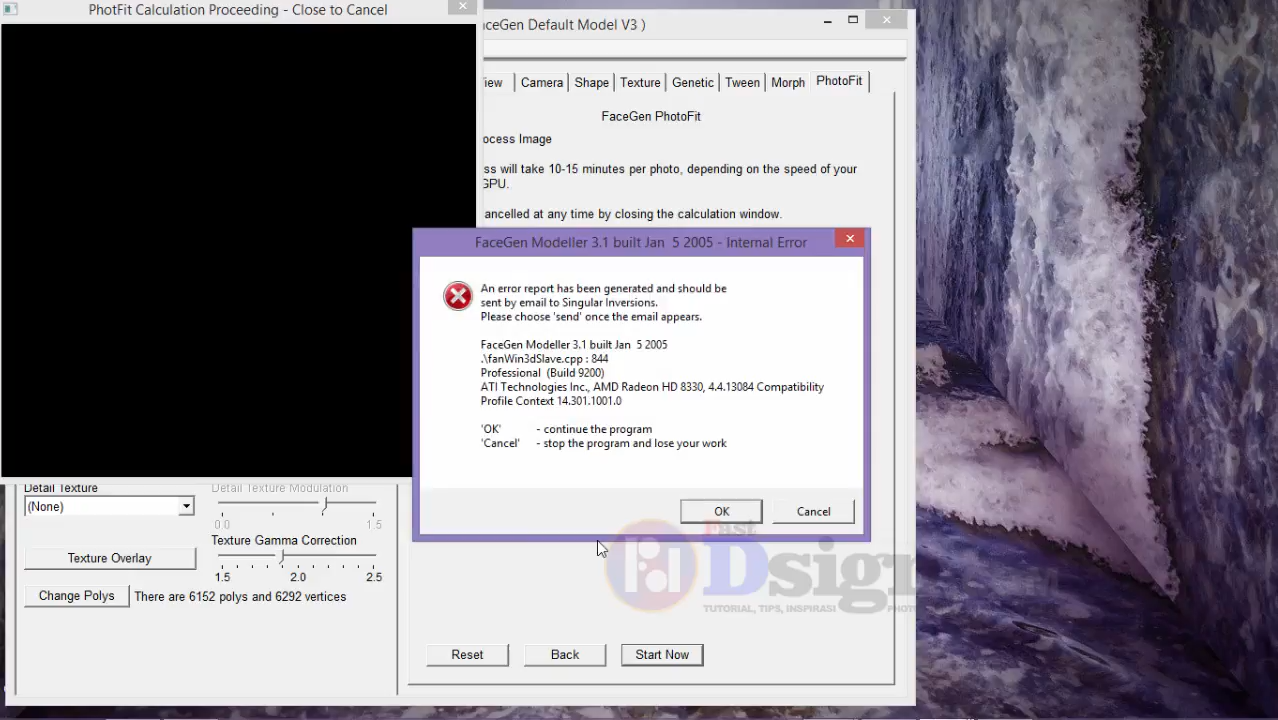 PhotFit Calculation Proceeding - Close to Cancel
ceGen Default Model V3 )
iew
Camera
Shape
Texture
Genetic
Tween
Morph
PhotoFit
FaceGen PhotoFit
ocess Image
ss will take 10-15 minutes per photo, depending on the speed of your
GPU.
ancelled at any time by closing the calculation window.
FaceGen Modeller 3.1 built Jan  5 2005 - Internal Error
An error report has been generated and should be
sent by email to Singular Inversions.
Please choose 'send' once the email appears.
FaceGen Modeller 3.1 built Jan  5 2005
.\fanWin3dSlave.cpp : 844
Professional  (Build 9200)
ATI Technologies Inc., AMD Radeon HD 8330, 4.4.13084 Compatibility
Profile Context 14.301.1001.0
'OK' - continue the program
'Cancel' - stop the program and lose your work
OK
Cancel
Detail Texture
(None)
Detail Texture Modulation
0.0 1.5
Texture Overlay
Texture Gamma Correction
1.5 2.0 2.5
Change Polys
There are 6152 polys and 6292 vertices
Fast
Dsign
TUTORIAL, TIPS, INSPIRASI
PHOT
Reset
Back
Start Now